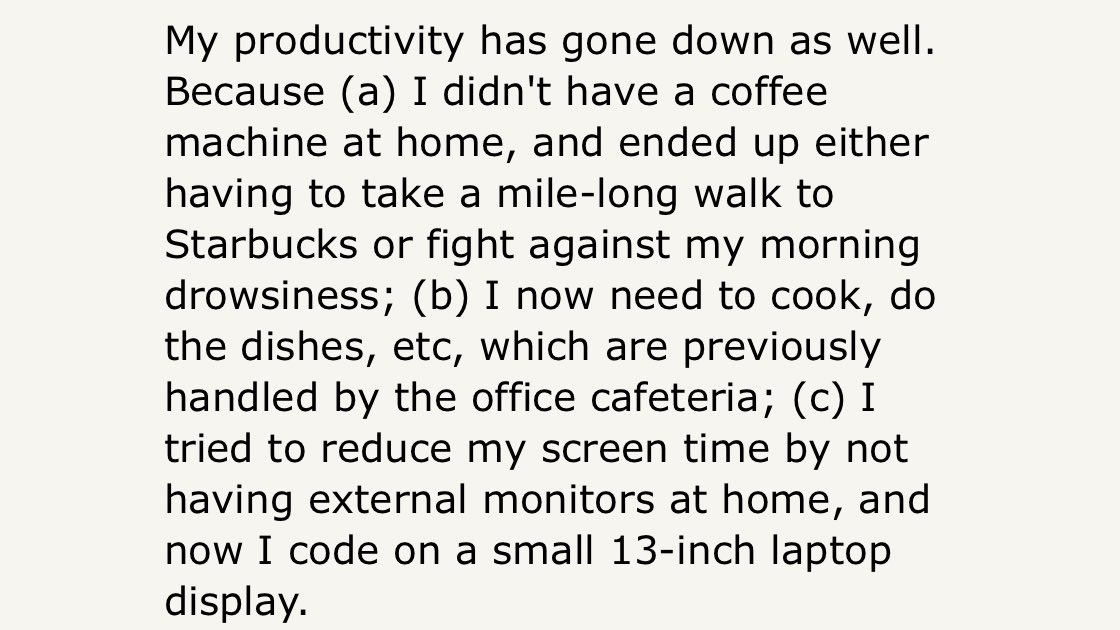 My productivity has gone down as well.
Because (a) I didn't have a coffee
machine at home, and ended up either
having to take a mile-long walk to
Starbucks or fight against my morning
drowsiness; (b) I now need to cook, do
the dishes, etc, which are previously
handled by the office cafeteria; (c) I
tried to reduce my screen time by not
having external monitors at home, and
now I code on a small 13-inch laptop
display.